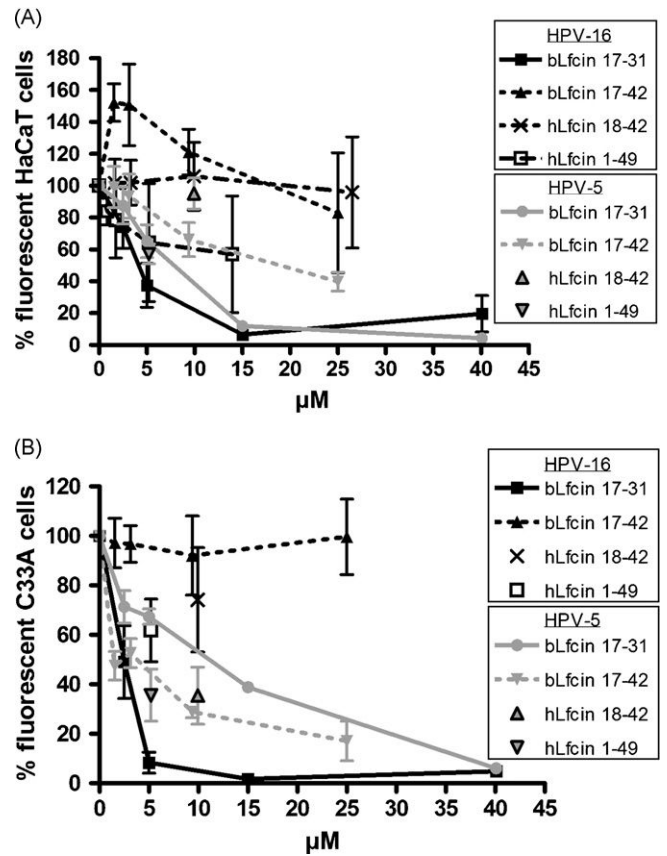 (A)
% fluorescent HaCaT cells
180
160
140
120
100
80
60
40
20
0
0 5 10 15 20 25 30 35 40 45
µM
HPV-16
bLfcin 17-31
bLfcin 17-42
hLfcin 18-42
hLfcin 1-49
HPV-5
bLfcin 17-31
bLfcin 17-42
hLfcin 18-42
hLfcin 1-49
(B)
% fluorescent C33A cells
120
100
80
60
40
20
0
0 5 10 15 20 25 30 35 40 45
µM
HPV-16
bLfcin 17-31
bLfcin 17-42
hLfcin 18-42
hLfcin 1-49
HPV-5
bLfcin 17-31
bLfcin 17-42
hLfcin 18-42
hLfcin 1-49